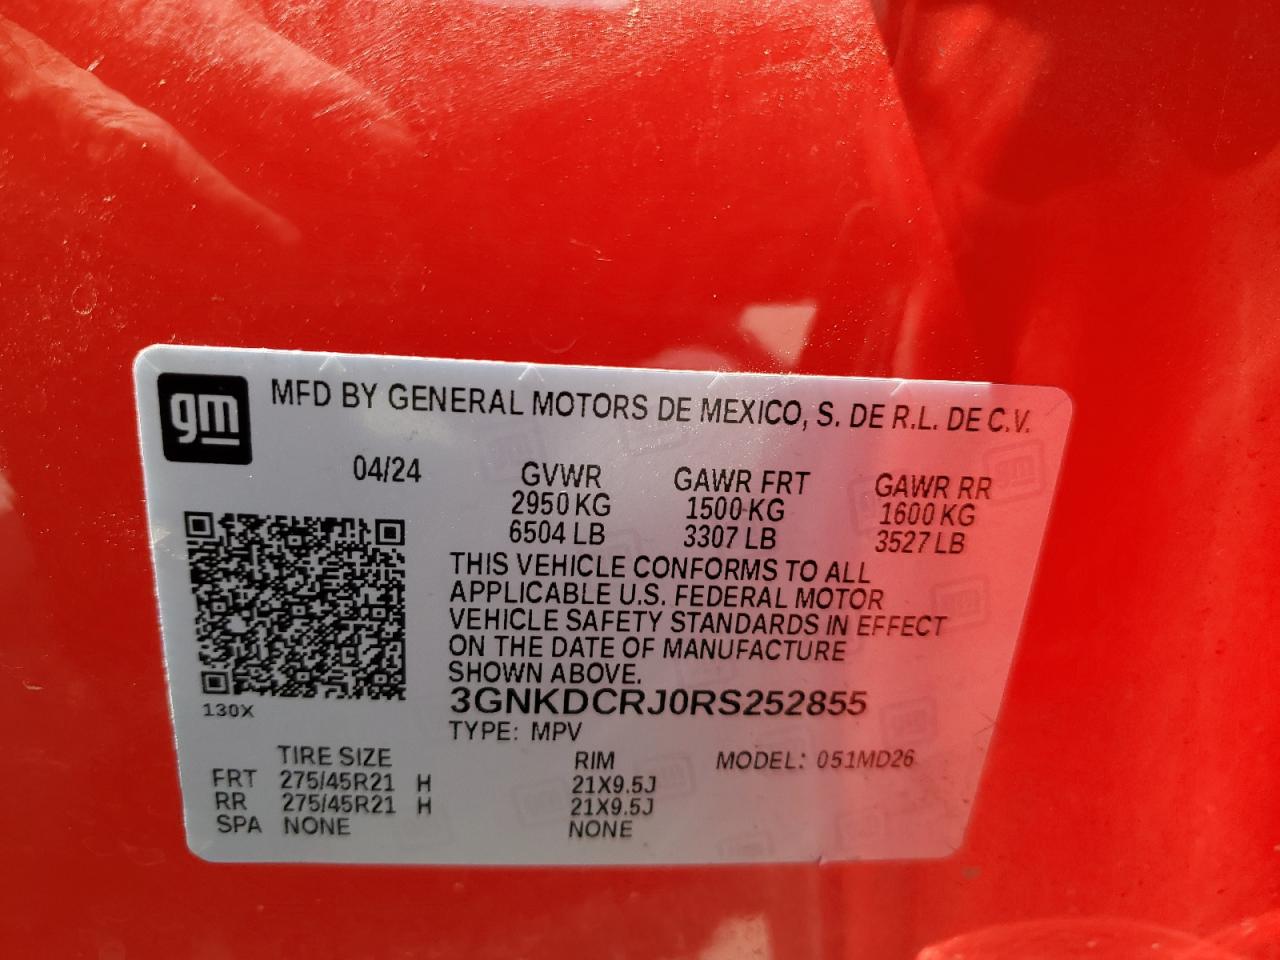 gm
MFD BY GENERAL MOTORS DE MEXICO, S. DE R.L. DE C.V.
04/24 GVWR GAWR FRT GAWR RR
2950 KG 1500 KG 1600 KG
6504 LB 3307 LB 3527 LB
THIS VEHICLE CONFORMS TO ALL
APPLICABLE U.S. FEDERAL MOTOR
VEHICLE SAFETY STANDARDS IN EFFECT
ON THE DATE OF MANUFACTURE
SHOWN ABOVE.
3GNKDCRJ0RS252855
130X
TYPE: MPV
TIRE SIZE RIM MODEL: 051MD26
FRT 275/45R21 H 21X9.5J
RR 275/45R21 H 21X9.5J
SPA NONE NONE